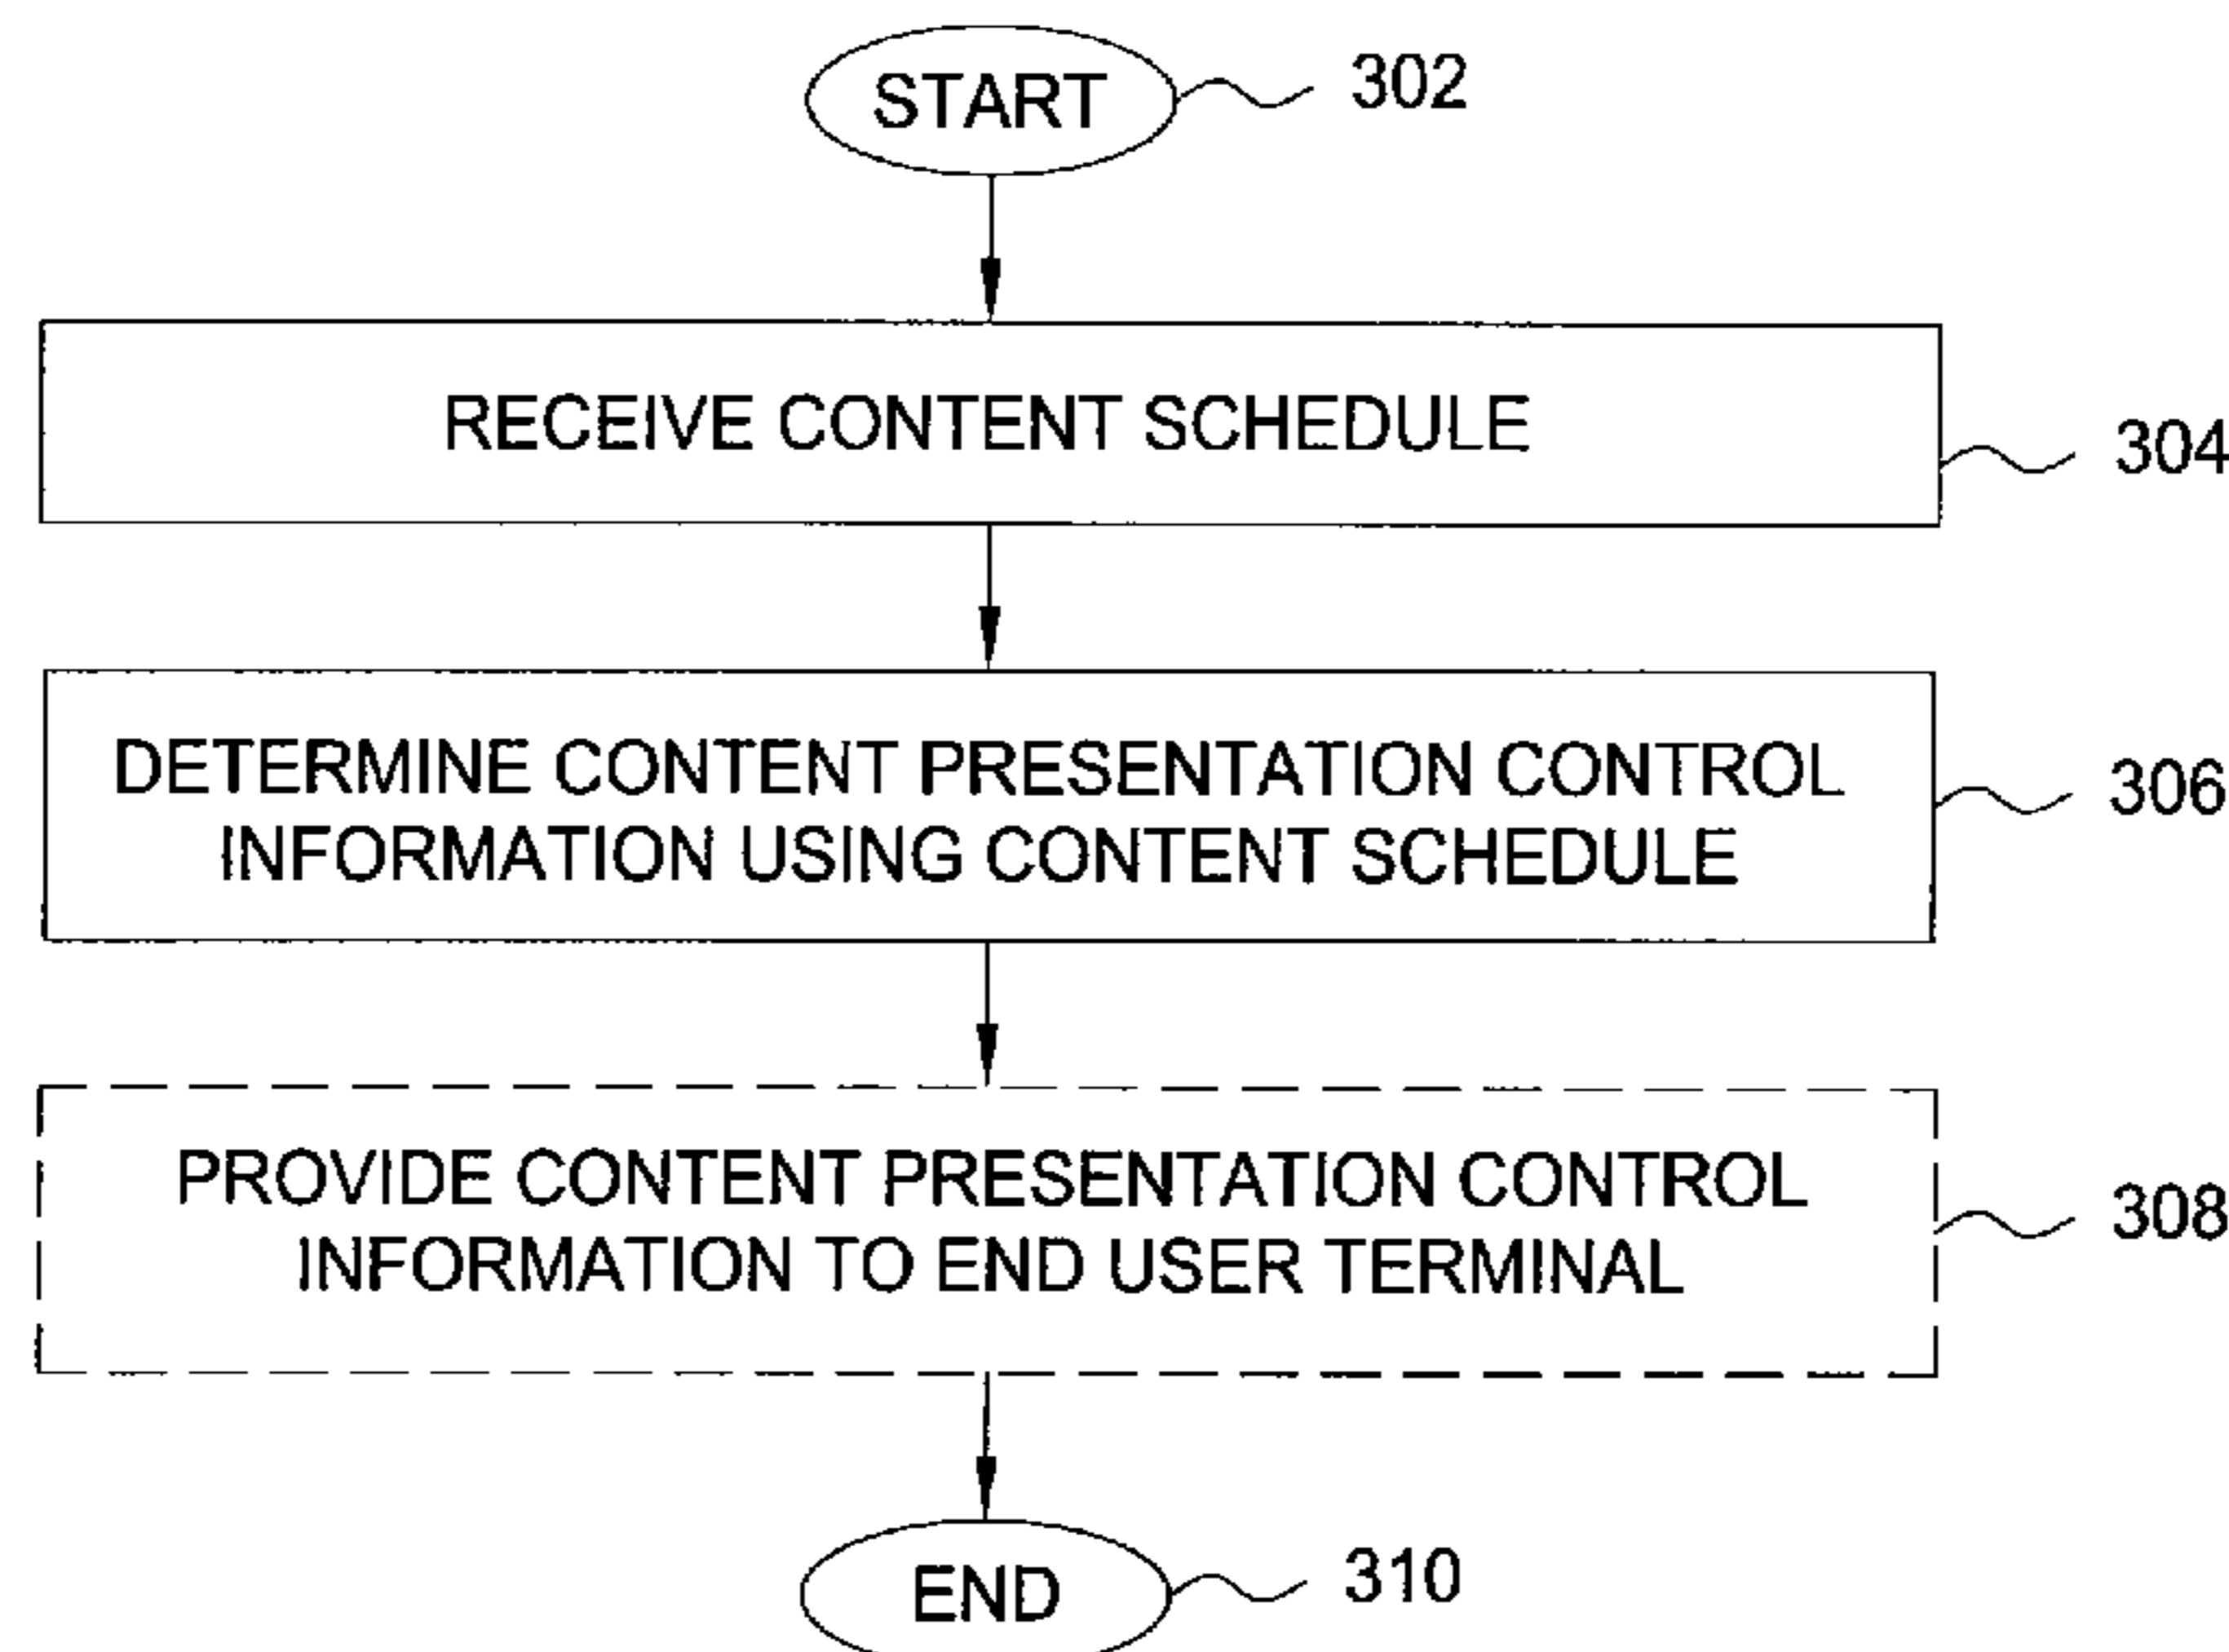 START
302
RECEIVE CONTENT SCHEDULE
304
DETERMINE CONTENT PRESENTATION CONTROL
INFORMATION USING CONTENT SCHEDULE
306
PROVIDE CONTENT PRESENTATION CONTROL
INFORMATION TO END USER TERMINAL
308
END
310